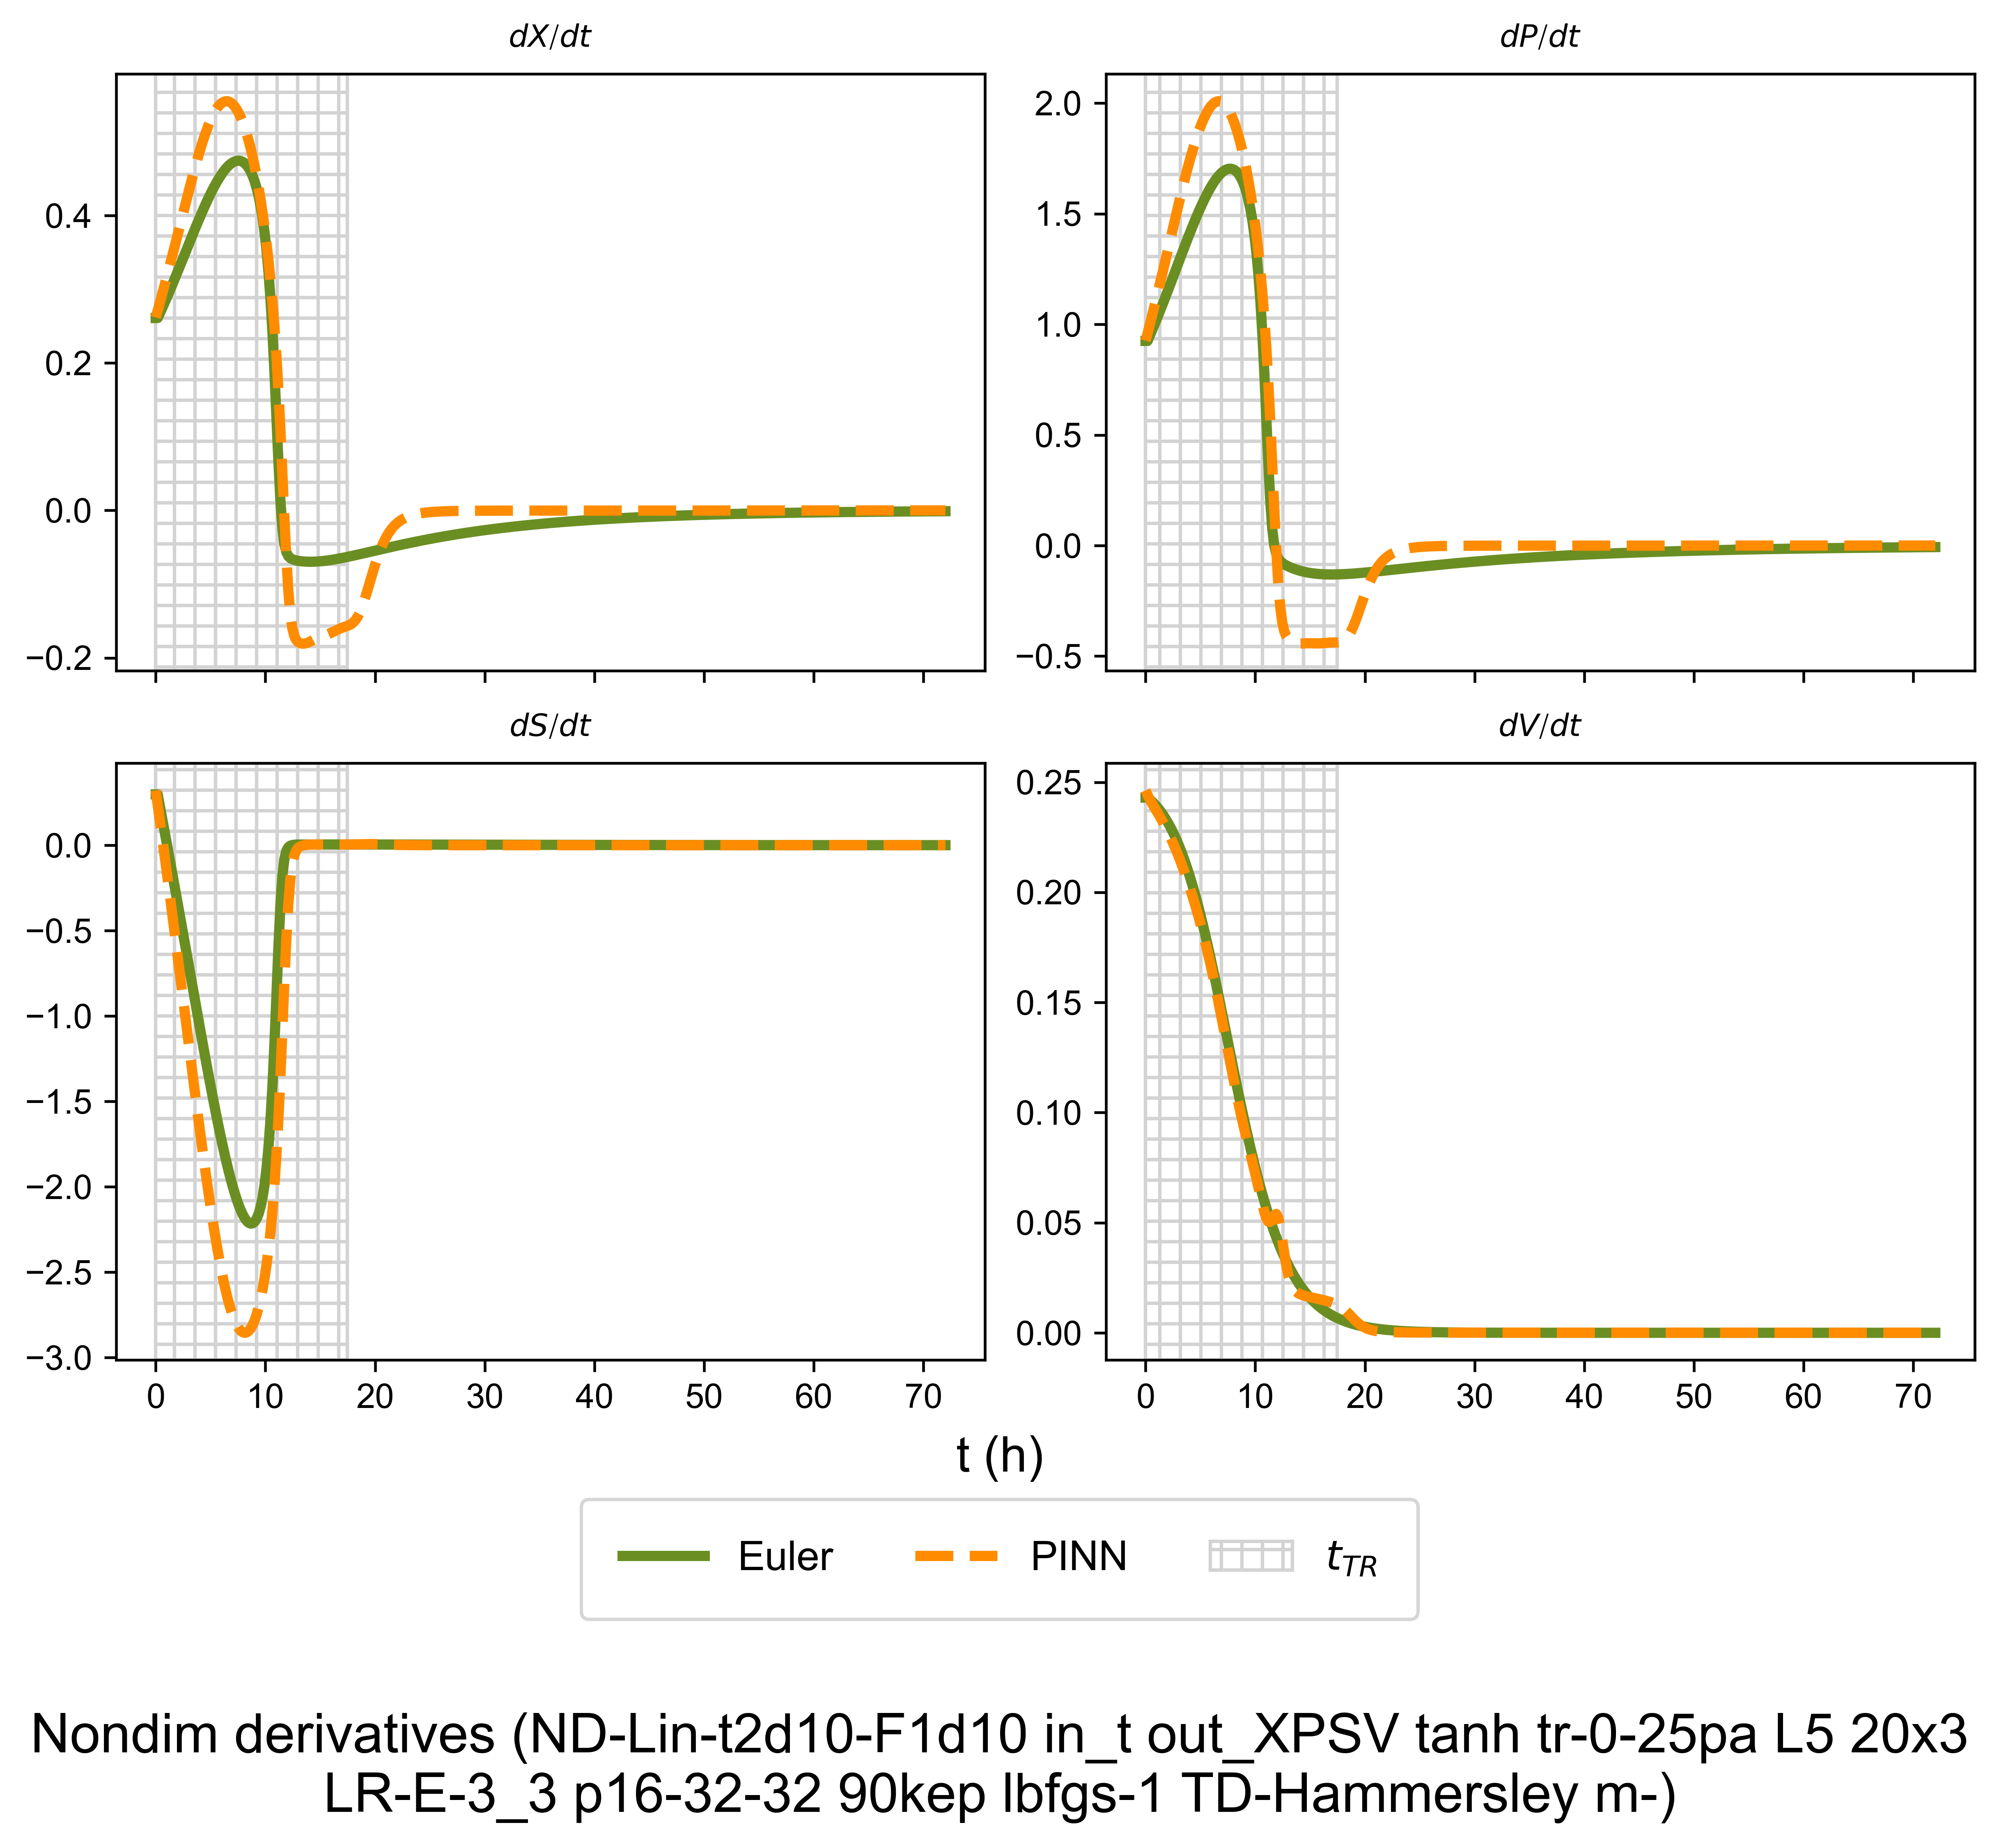 dX/dt
dP/dt
0.4
0.2
0.0
−0.2
2.0
1.5
1.0
0.5
0.0
−0.5
dS/dt
dV/dt
0.0
−0.5
−1.0
−1.5
−2.0
−2.5
−3.0
0.25
0.20
0.15
0.10
0.05
0.00
0 10 20 30 40 50 60 70
0 10 20 30 40 50 60 70
t (h)
Euler PINN t_TR
Nondim derivatives (ND-Lin-t2d10-F1d10 in_t out_XPSV tanh tr-0-25pa L5 20x3
LR-E-3_3 p16-32-32 90kep lbfgs-1 TD-Hammersley m-)